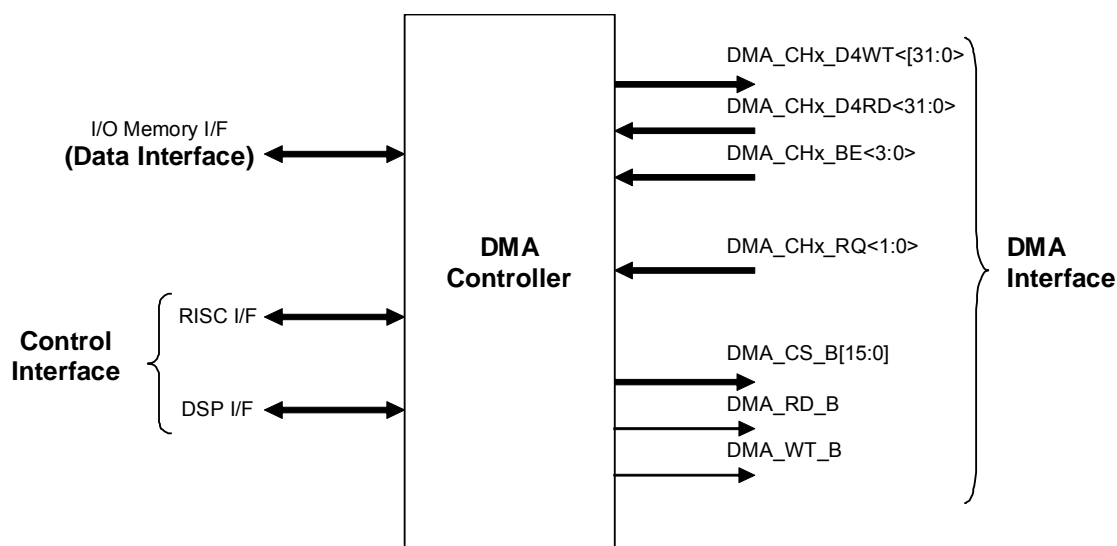 I/O Memory I/F
(Data Interface)
Control
Interface
RISC I/F
DSP I/F
DMA
Controller
DMA_CHx_D4WT<[31:0>
DMA_CHx_D4RD<31:0>
DMA_CHx_BE<3:0>
DMA_CHx_RQ<1:0>
DMA_CS_B[15:0]
DMA_RD_B
DMA_WT_B
DMA
Interface